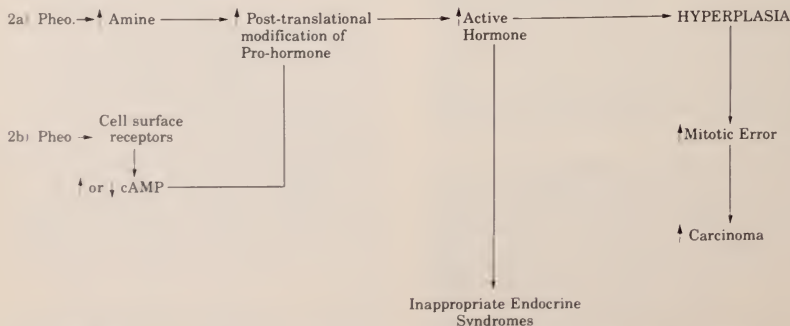 2a) Pheo. → ↑ Amine → ↑ Post-translational modification of Pro-hormone → ↑ Active Hormone → HYPERPLASIA
2b) Pheo → Cell surface receptors
↑ or ↓ cAMP
↑ Mitotic Error
↑ Carcinoma
Inappropriate Endocrine
Syndromes